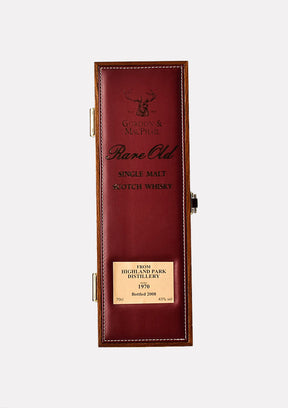 GORDON &
MACPHAIL
Rare Old
SINGLE MALT
SCOTCH WHISKY
FROM
HIGHLAND PARK
DISTILLERY
1970
Bottled 2008
70cl 43% vol